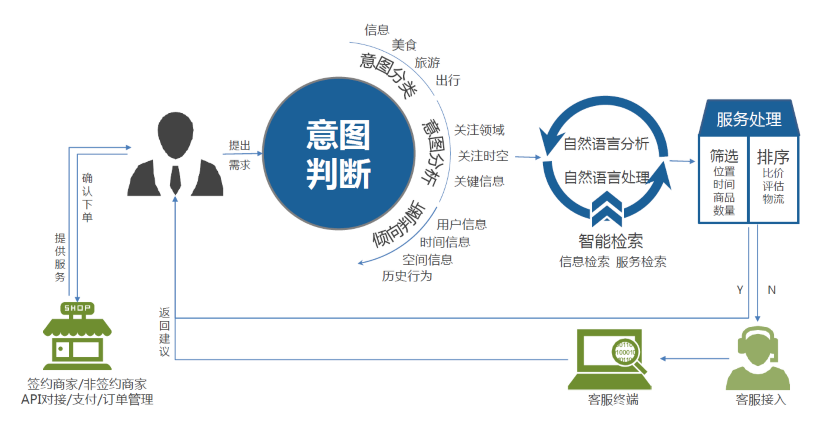 信息
美食
旅游
出行
意图分类
提出
需求
意图
判断
意图分析
关注领域
关注时空
关键信息
倾向判断
用户信息
时间信息
空间信息
历史行为
自然语言分析
自然语言处理
智能检索
信息检索 服务检索
服务处理
筛选
位置
时间
商品
数量
排序
比价
评估
物流
Y
N
确认下单
提供服务
返回建议
SHOP
签约商家/非签约商家
API对接/支付/订单管理
01110
100010
0101
客服终端
客服接入